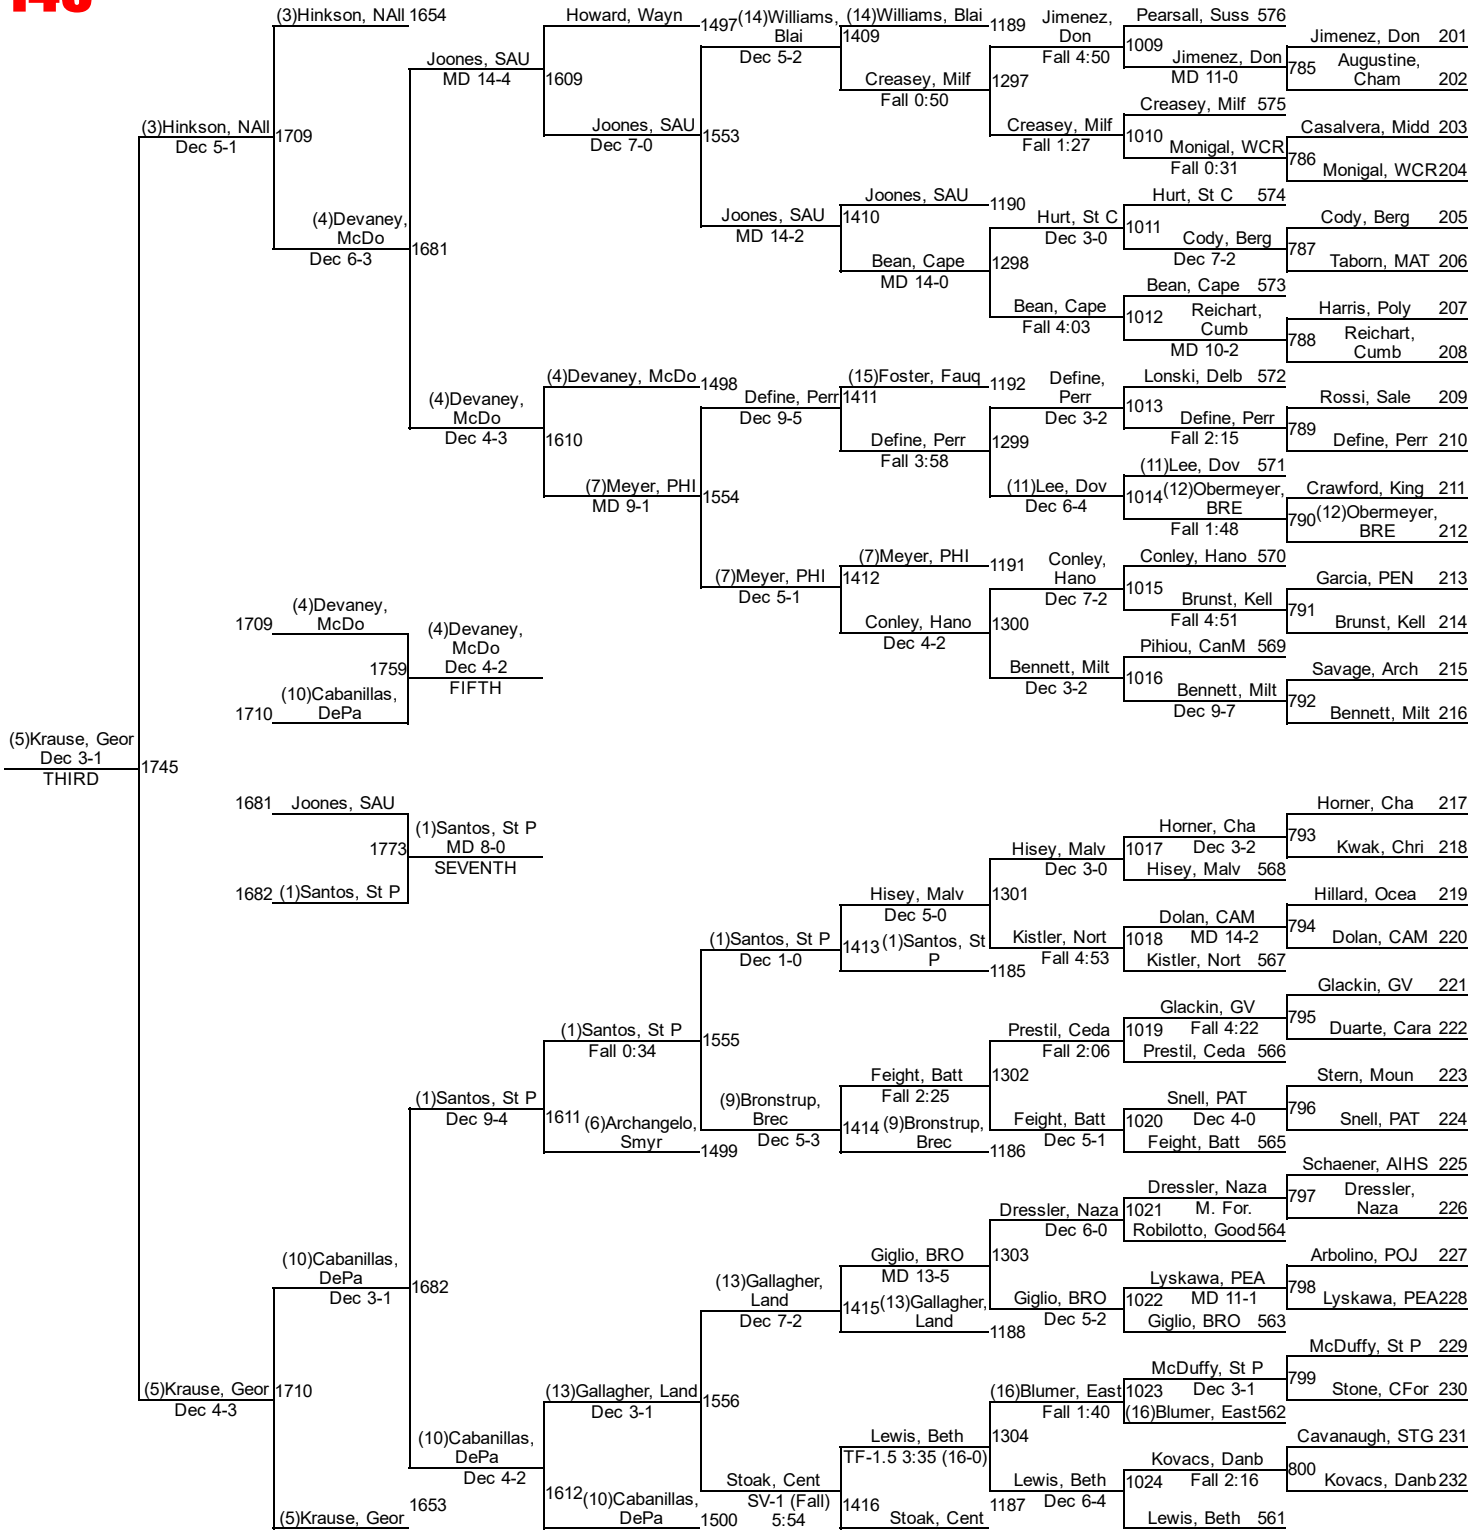 (3)Hinkson, NAll 1654
Howard, Wayn
1497
(14)Williams,
Blai
Dec 5-2
(14)Williams, Blai
1189
1409
Jimenez,
Don
Fall 4:50
Pearsall, Suss 576
1009
Jimenez, Don
MD 11-0
Jimenez, Don 201
785
Augustine,
Cham 202
Joones, SAU
MD 14-4
1609
Creasey, Milf
Fall 0:50
1297
Creasey, Milf 575
(3)Hinkson, NAll
Dec 5-1
1709
Joones, SAU
Dec 7-0
1553
Creasey, Milf
Fall 1:27
1010
Monigal, WCR
Fall 0:31
Casalvera, Midd 203
786
Monigal, WCR 204
(4)Devaney,
McDo
Dec 6-3
1681
Joones, SAU
MD 14-2
Joones, SAU
1190
1410
Hurt, St C
Dec 3-0
Hurt, St C 574
1011
Cody, Berg
Dec 7-2
Cody, Berg 205
787
Taborn, MAT 206
Bean, Cape
MD 14-0
1298
Bean, Cape
Fall 4:03
Bean, Cape 573
1012
Reichart,
Cumb
MD 10-2
Harris, Poly 207
788
Reichart,
Cumb 208
(4)Devaney,
McDo
Dec 4-3
(4)Devaney, McDo
1498
1610
Define, Perr
Dec 9-5
(15)Foster, Fauq
1192
1411
Define,
Perr
Dec 3-2
Lonski, Delb 572
1013
Define, Perr
Fall 2:15
Rossi, Sale 209
789
Define, Perr 210
Define, Perr
Fall 3:58
1299
(7)Meyer, PHI
MD 9-1
1554
(11)Lee, Dov
Dec 6-4
(11)Lee, Dov 571
1014
(12)Obermeyer,
BRE
Fall 1:48
Crawford, King 211
790
(12)Obermeyer,
BRE 212
(7)Meyer, PHI
Dec 5-1
(7)Meyer, PHI
1191
1412
Conley,
Hano
Dec 7-2
Conley, Hano 570
1015
Brunst, Kell
Fall 4:51
Garcia, PEN 213
791
Brunst, Kell 214
1709
(4)Devaney,
McDo
1759
1710
(10)Cabanillas,
DePa
(4)Devaney,
McDo
Dec 4-2
FIFTH
Conley, Hano
Dec 4-2
1300
Bennett, Milt
Dec 3-2
Pihiou, CanM 569
1016
Bennett, Milt
Dec 9-7
Savage, Arch 215
792
Bennett, Milt 216
(5)Krause, Geor
Dec 3-1
THIRD
1745
1681 Joones, SAU
1773
1682 (1)Santos, St P
(1)Santos, St P
MD 8-0
SEVENTH
Hisey, Malv
Dec 3-0
Horner, Cha
1017 Dec 3-2
Hisey, Malv 568
Horner, Cha 217
793
Kwak, Chri 218
(1)Santos, St P
Dec 1-0
Hisey, Malv
Dec 5-0
1301
1413
(1)Santos, St
P
1185
Kistler, Nort
Fall 4:53
Dolan, CAM
1018 MD 14-2
Kistler, Nort 567
Hillard, Ocea 219
794
Dolan, CAM 220
(1)Santos, St P
Fall 0:34
1555
Prestil, Ceda
Fall 2:06
Glackin, GV
1019 Fall 4:22
Prestil, Ceda 566
Glackin, GV 221
795
Duarte, Cara 222
(1)Santos, St P
Dec 9-4
1611
(6)Archangelo,
Smyr
1499
(9)Bronstrup,
Brec
Dec 5-3
Feight, Batt
Fall 2:25
1302
1414
(9)Bronstrup,
Brec
1186
Feight, Batt
Dec 5-1
Snell, PAT
1020 Dec 4-0
Feight, Batt 565
Stern, Moun 223
796
Snell, PAT 224
(10)Cabanillas,
DePa
Dec 3-1
1682
(13)Gallagher,
Land
Dec 7-2
Giglio, BRO
MD 13-5
1303
1415
(13)Gallagher,
Land
1188
Dressler, Naza
Dec 6-0
Dressler, Naza
1021 M. For.
Robilotto, Good 564
Schaener, AIHS 225
797
Dressler,
Naza 226
Giglio, BRO
Dec 5-2
Lyskawa, PEA
1022 MD 11-1
Giglio, BRO 563
Arbolino, POJ 227
798
Lyskawa, PEA 228
(5)Krause, Geor
Dec 4-3
1710
(13)Gallagher, Land
Dec 3-1
1556
(16)Blumer, East
Fall 1:40
McDuffy, St P
1023 Dec 3-1
(16)Blumer, East 562
McDuffy, St P 229
799
Stone, CFor 230
(10)Cabanillas,
DePa
Dec 4-2
1612
(10)Cabanillas,
DePa
1500
Stoak, Cent
SV-1 (Fall)
5:54
Lewis, Beth
TF-1.5 3:35 (16-0)
1304
1416
Stoak, Cent
1187
Lewis, Beth
Dec 6-4
Kovacs, Danb
1024 Fall 2:16
Lewis, Beth 561
Cavanaugh, STG 231
800
Kovacs, Danb 232
1653
(5)Krause, Geor